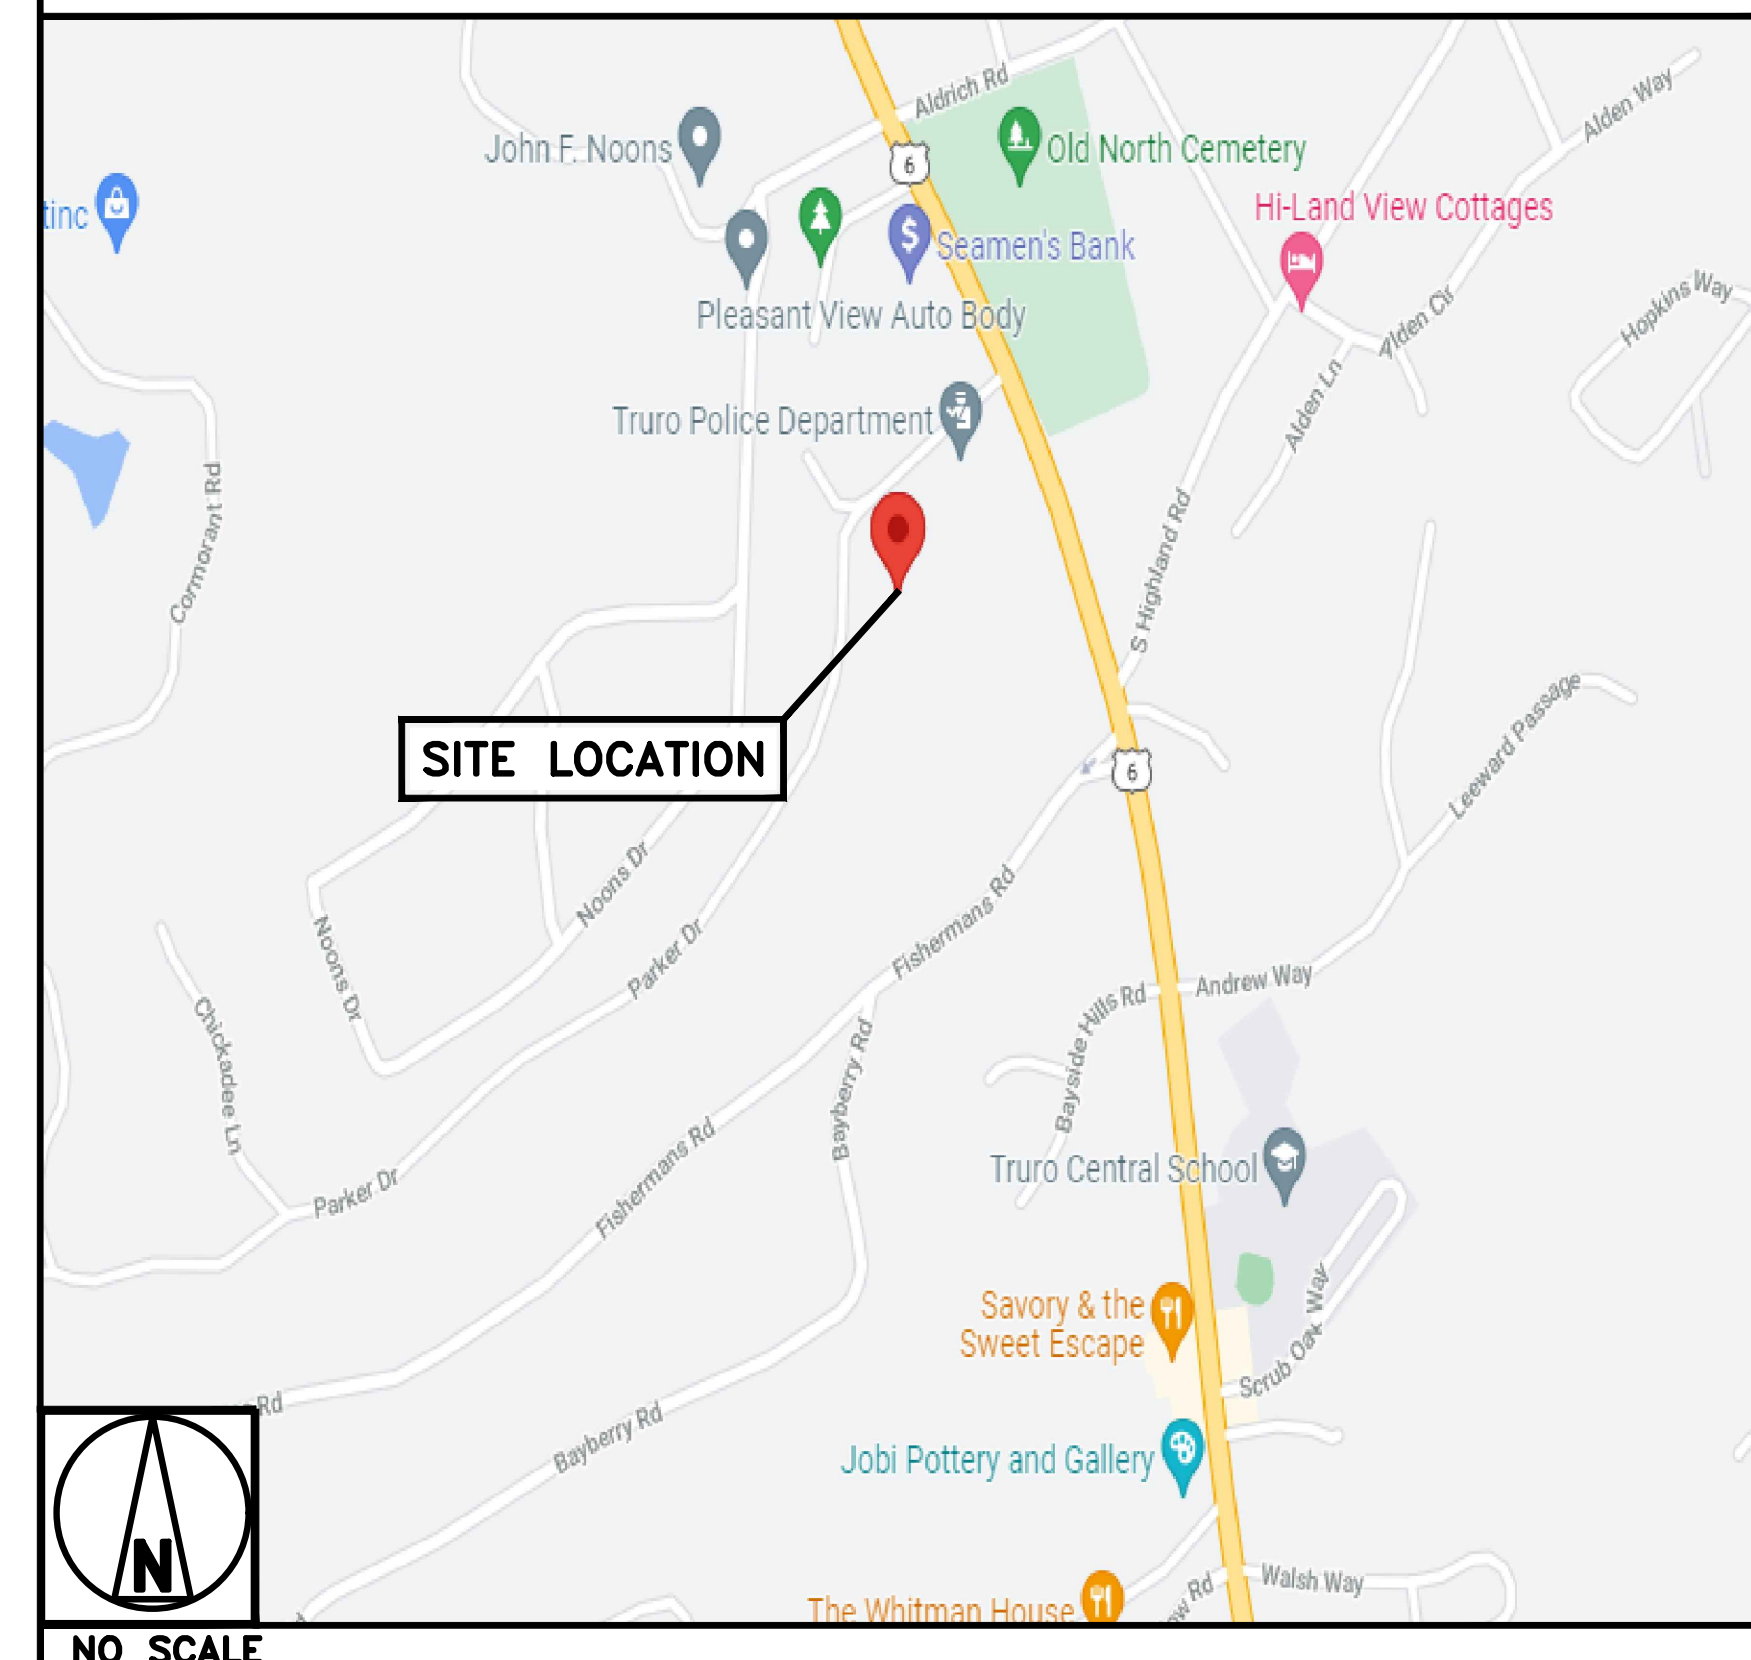 Aldrich Rd
Alden Way
John F. Noons
6
Old North Cemetery
tinc
Hi-Land View Cottages
Seamen's Bank
Hopkins Way
Pleasant View Auto Body
Alden Cir
Alden Ln
Truro Police Department
Cormorant Rd
S Highland Rd
SITE LOCATION
6
Leeward Passage
Noons Dr
Fishermans Rd
Noons Dr
Parker Dr
Andrew Way
Bayside Hills Rd
Chickadee Ln
Bayberry Rd
Truro Central School
Fishermans Rd
Parker Dr
Savory & the
Sweet Escape
Scrub Oak Way
Rd
Bayberry Rd
Jobi Pottery and Gallery
N
Walsh Way
Rd
The Whitman House
NO SCALE